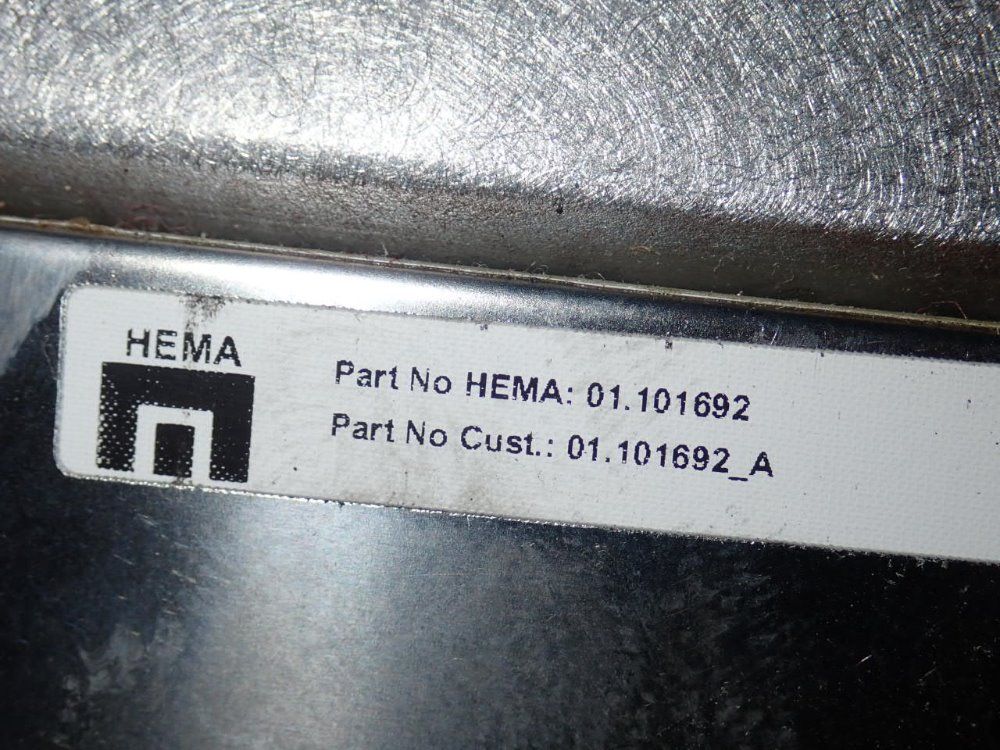 HEMA
Part No HEMA: 01.101692
Part No Cust.: 01.101692_A